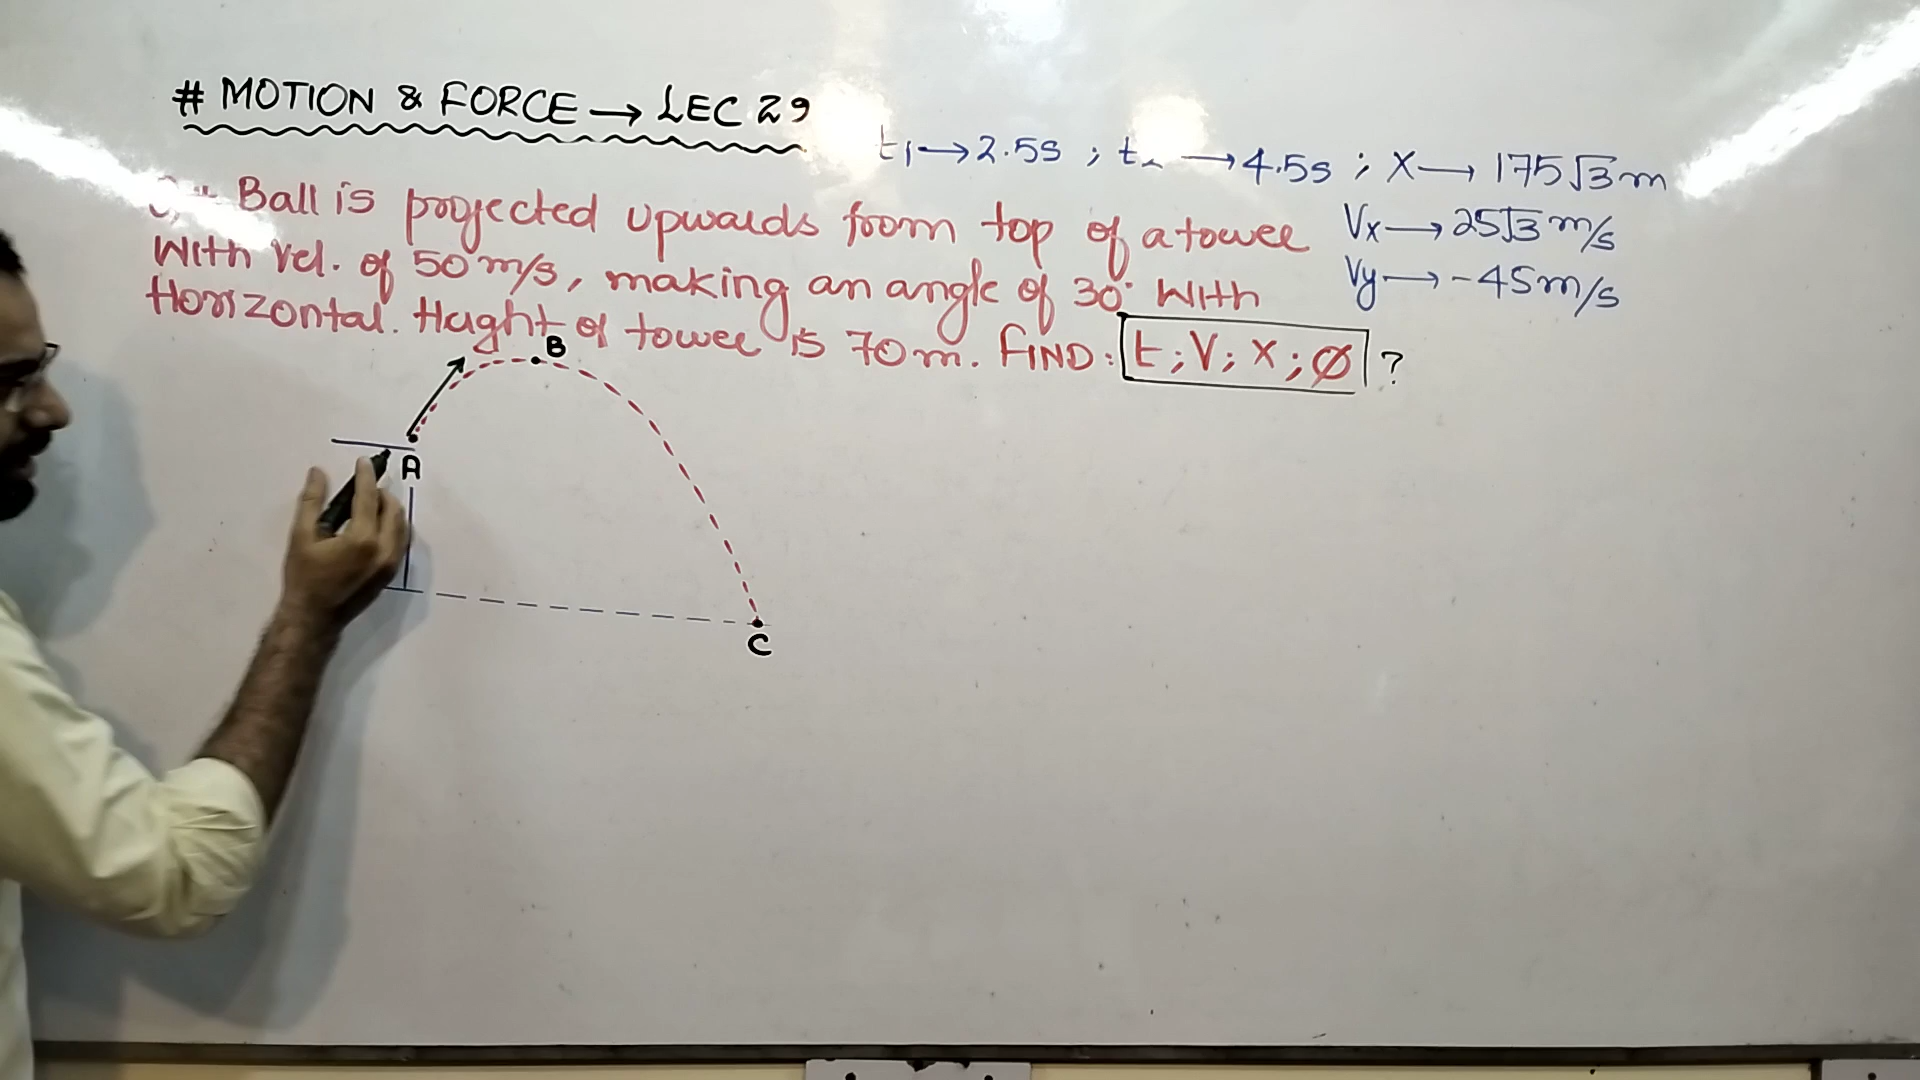 # MOTION & FORCE → LEC 29
t₁ → 2.5s ; t → 4.5s ; X → 175√3 m
Ball is projected upwards from top of a tower
Vx → 25√3 m/s
With Vel. of 50 m/s, making an angle of 30° With
Vy → -45 m/s
Horizontal. Height of tower is 70 m. FIND: t ; V ; X ; Ø ?
B
A
C